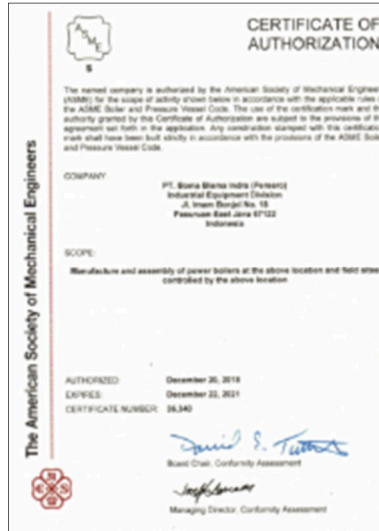 ASME
S
CERTIFICATE OF
AUTHORIZATION
The named company is authorized by the American Society of Mechanical Engineers
(ASME) for the scope of activity shown below in accordance with the applicable rules
the ASME Boiler and Pressure Vessel Code. The use of the certification mark and the
authority granted by this Certificate of Authorization are subject to the provisions of the
agreement set forth in the application. Any construction stamped with this certification
mark shall have been built strictly in accordance with the provisions of the ASME Boiler
and Pressure Vessel Code.
COMPANY:
PT. Boma Bisma Indra (Persero)
Industrial Equipment Division
Jl. Imam Bonjol No. 18
Pasuruan East Java 67122
Indonesia
SCOPE:
Manufacture and assembly of power boilers at the above location and field sites
controlled by the above location
AUTHORIZED: December 20, 2018
EXPIRES: December 22, 2021
CERTIFICATE NUMBER: 26,340
Board Chair, Conformity Assessment
Managing Director, Conformity Assessment
The American Society of Mechanical Engineers